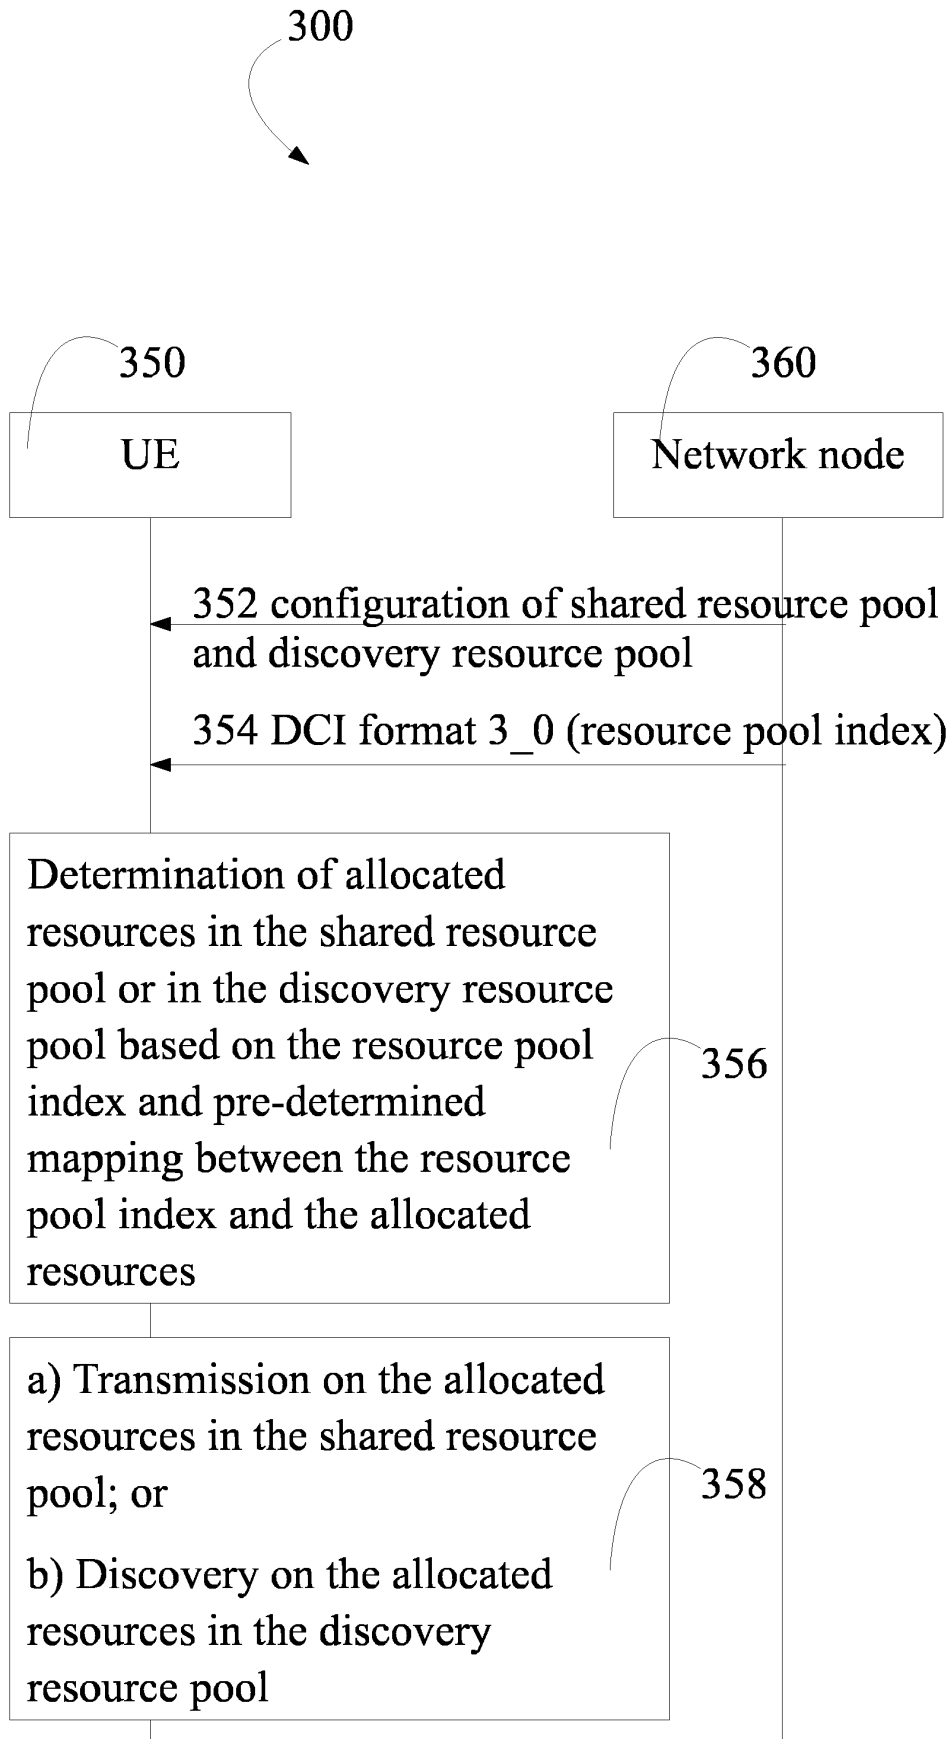 300
350
360
UE
Network node
352 configuration of shared resource pool
and discovery resource pool
354 DCI format 3_0 (resource pool index)
Determination of allocated
resources in the shared resource
pool or in the discovery resource
pool based on the resource pool
index and pre-determined
mapping between the resource
pool index and the allocated
resources
356
a) Transmission on the allocated
resources in the shared resource
pool; or
358
b) Discovery on the allocated
resources in the discovery
resource pool